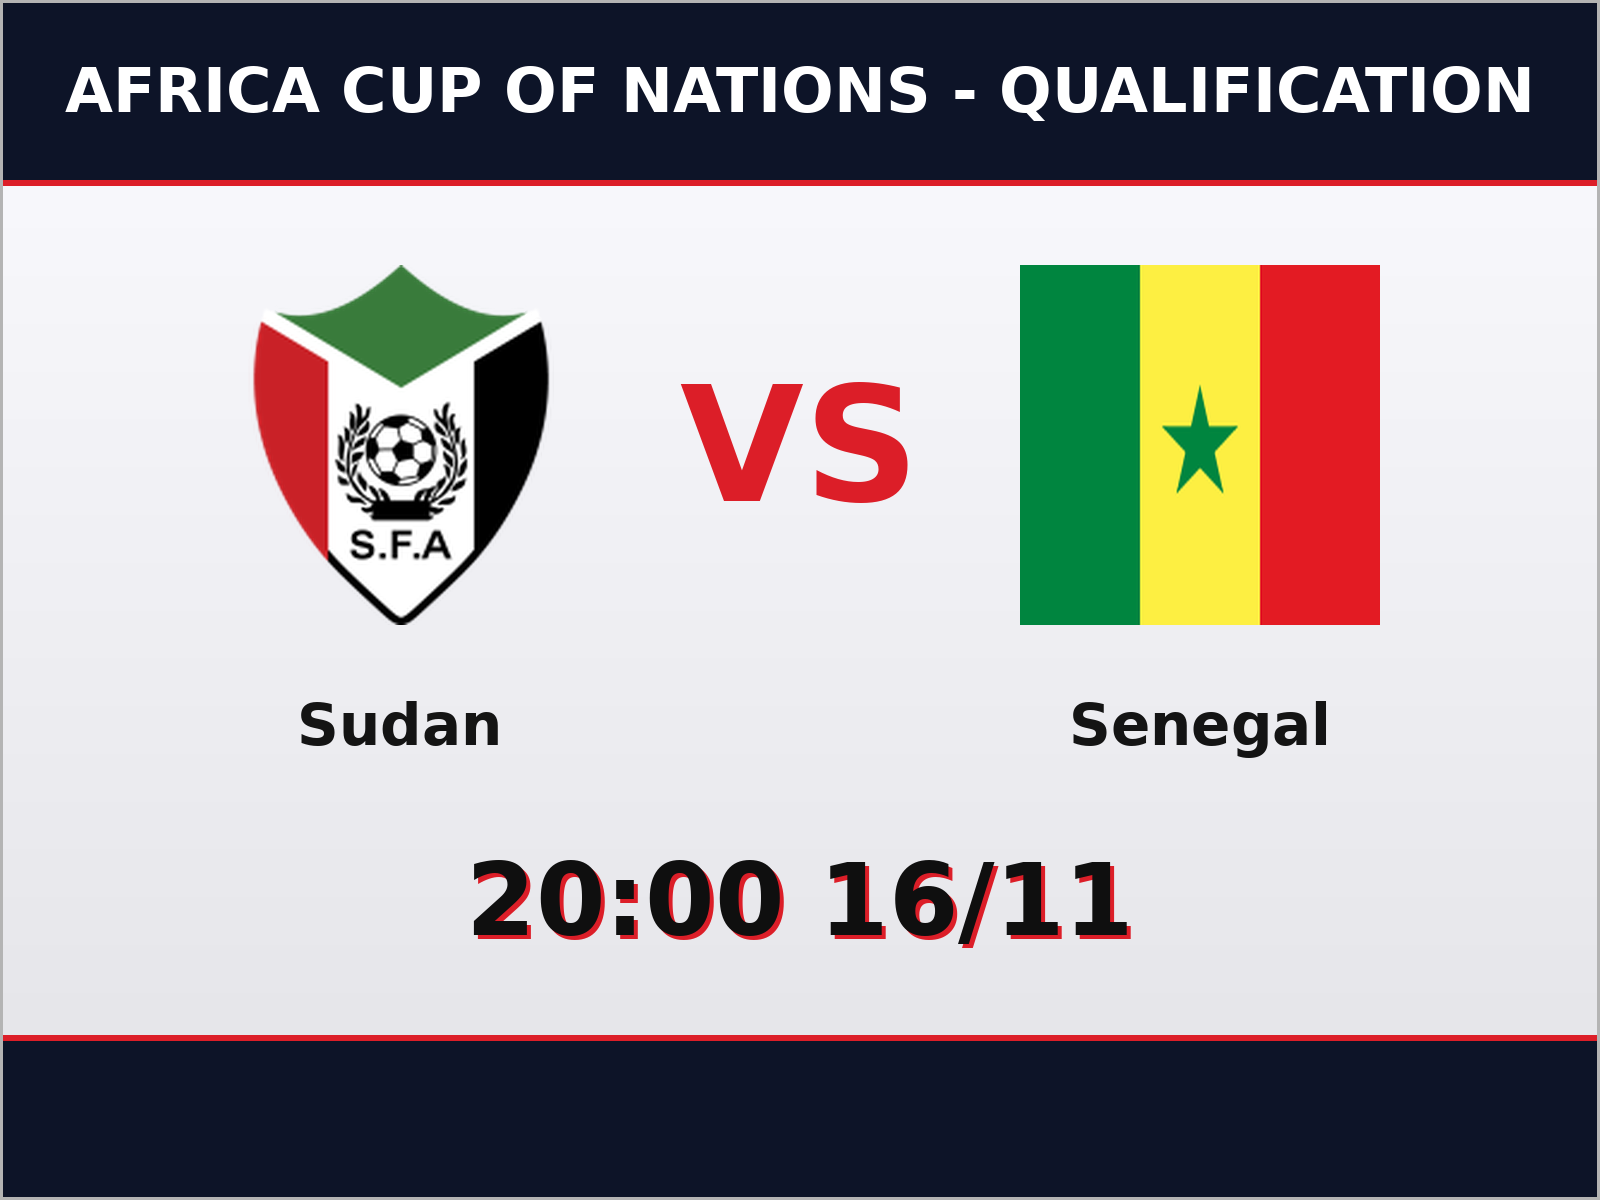 AFRICA CUP OF NATIONS - QUALIFICATION
VS
S.F.A
Sudan
Senegal
20:00 16/11